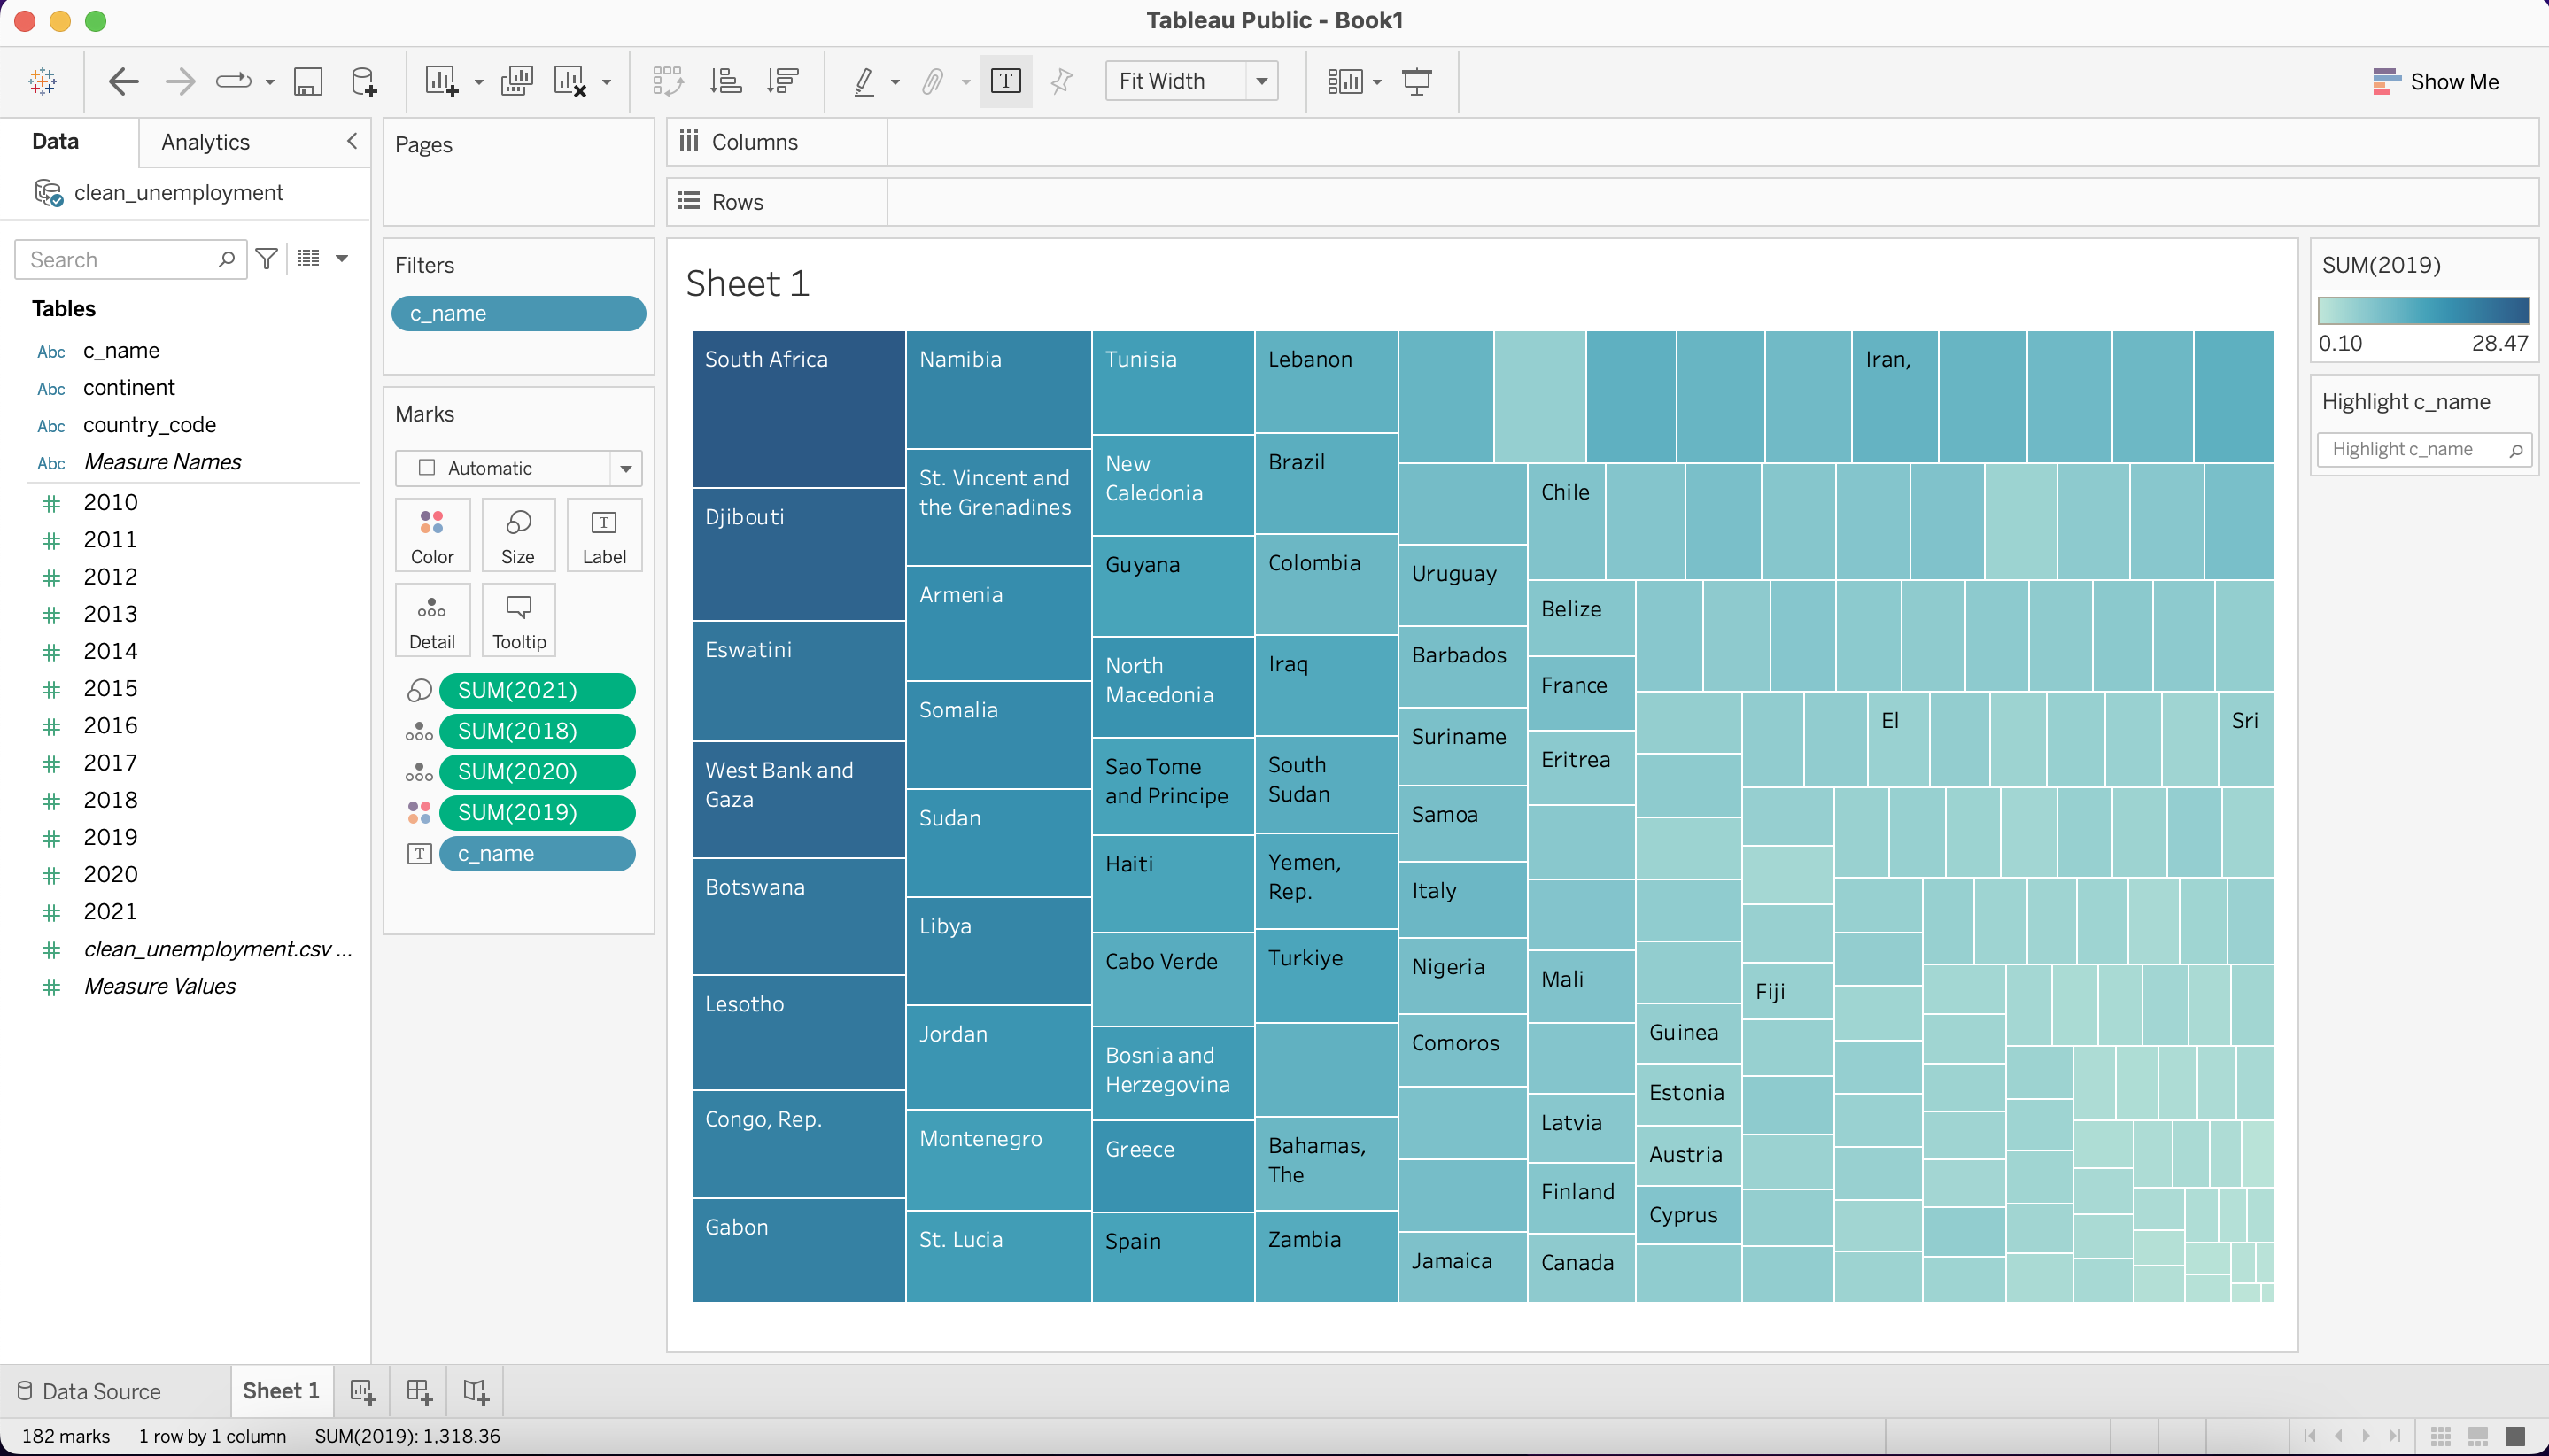 Tableau Public - Book1
Fit Width
Show Me
Data
Analytics
clean_unemployment
Search
Tables
Abc c_name
Abc continent
Abc country_code
Abc Measure Names
2010
2011
2012
2013
2014
2015
2016
2017
2018
2019
2020
2021
clean_unemployment.csv ...
Measure Values
Pages
Filters
c_name
Marks
Automatic
Color
Size
T
Label
Detail
Tooltip
SUM(2021)
SUM(2018)
SUM(2020)
SUM(2019)
T
c_name
Columns
Rows
Sheet 1
South Africa
Djibouti
Eswatini
West Bank and
Gaza
Botswana
Lesotho
Congo, Rep.
Gabon
Namibia
St. Vincent and
the Grenadines
Armenia
Somalia
Sudan
Libya
Jordan
Montenegro
St. Lucia
Tunisia
New
Caledonia
Guyana
North
Macedonia
Sao Tome
and Principe
Haiti
Cabo Verde
Bosnia and
Herzegovina
Greece
Spain
Lebanon
Brazil
Colombia
Iraq
South
Sudan
Yemen,
Rep.
Turkiye
Bahamas,
The
Zambia
Uruguay
Barbados
Suriname
Samoa
Italy
Nigeria
Comoros
Jamaica
Iran,
Chile
Belize
France
Eritrea
Mali
Latvia
Finland
Canada
Guinea
Estonia
Austria
Cyprus
Fiji
El
Sri
SUM(2019)
0.10 28.47
Highlight c_name
Highlight c_name
Data Source
Sheet 1
182 marks 1 row by 1 column SUM(2019): 1,318.36